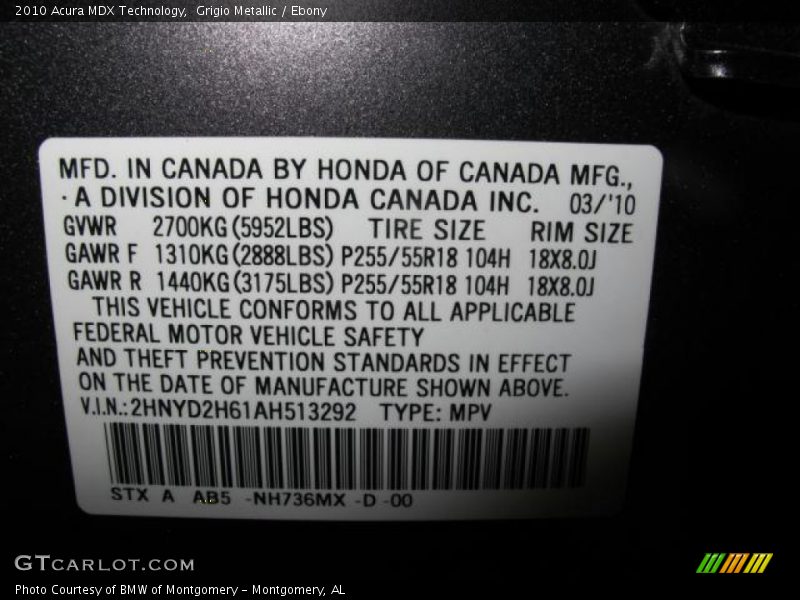 2010 Acura MDX Technology,  Grigio Metallic / Ebony
MFD. IN CANADA BY HONDA OF CANADA MFG.,
A DIVISION OF HONDA CANADA INC. 03/'10
GVWR 2700KG(5952LBS) TIRE SIZE RIM SIZE
GAWR F 1310KG(2888LBS) P255/55R18 104H 18X8.0J
GAWR R 1440KG(3175LBS) P255/55R18 104H 18X8.0J
THIS VEHICLE CONFORMS TO ALL APPLICABLE
FEDERAL MOTOR VEHICLE SAFETY
AND THEFT PREVENTION STANDARDS IN EFFECT
ON THE DATE OF MANUFACTURE SHOWN ABOVE.
V.I.N.: 2HNYD2H61AH513292 TYPE: MPV
STX A AB5 -NH736MX -D -00
GTCARLOT.COM
Photo Courtesy of BMW of Montgomery - Montgomery, AL